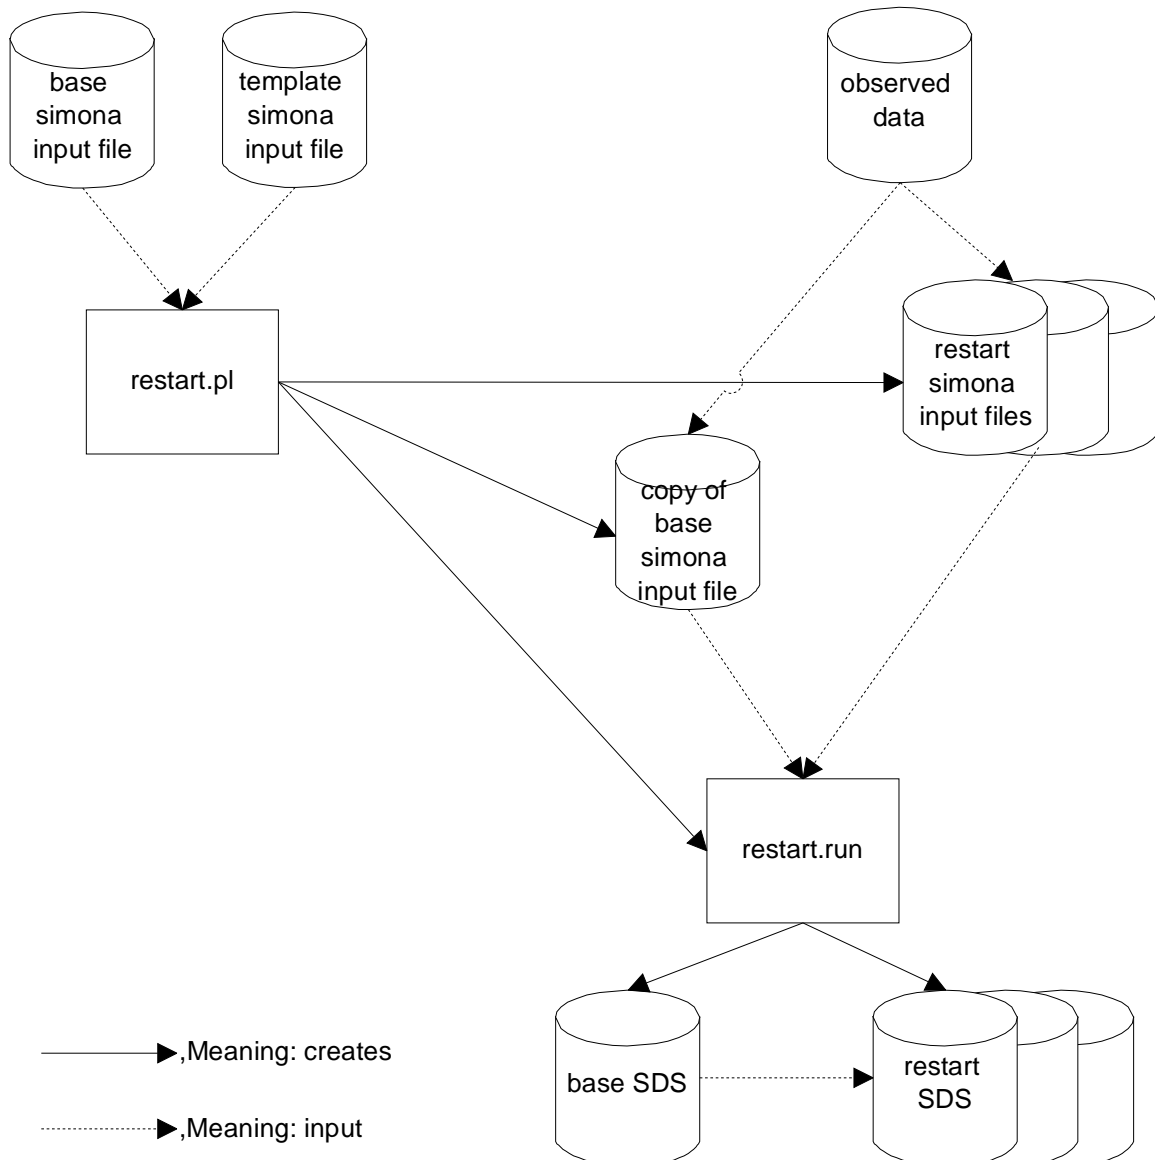 base
simona
input file
template
simona
input file
observed
data
restart.pl
restart
simona
input files
copy of
base
simona
input file
restart.run
base SDS
restart
SDS
,Meaning: creates
,Meaning: input